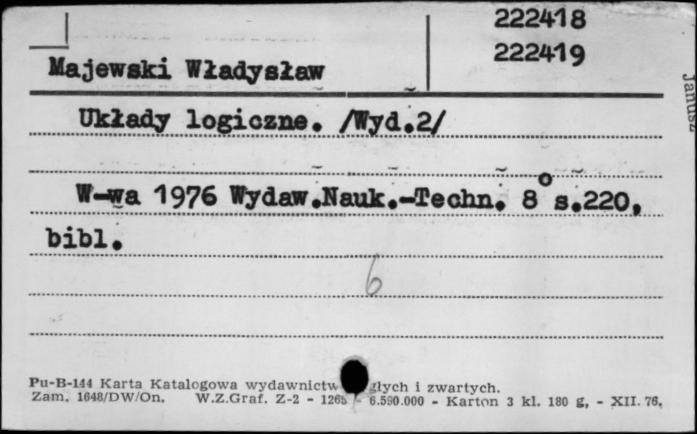 222418
222419
Majewski Władysław
Układy logiczne. /Wyd.2/
W-wa 1976 Wydaw.Nauk.-Techn. 8° s.220,
bibl.
6
Pu-B-144 Karta Katalogowa wydawnictw głych i zwartych.
Zam. 1648/DW/On. W.Z.Graf. Z-2 - 6.590.000 - Karton 3 kl. 180 g, - XII. 76.
Janusz